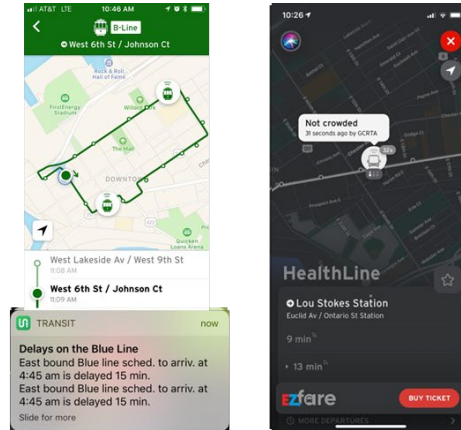 AT&T LTE 10:46 AM
B-Line
West 6th St / Johnson Ct
Rock & Roll
Hall of Fame
FirstEnergy
Stadium
The Mall
DOWNTOWN
Quicken
Loans Arena
West Lakeside Av / West 9th St
11:08 AM
West 6th St / Johnson Ct
11:09 AM
TRANSIT now
Delays on the Blue Line
East bound Blue line sched. to arriv. at
4:45 am is delayed 15 min.
East bound Blue line sched. to arriv. at
4:45 am is delayed 15 min.
Slide for more
10:26
Not crowded
31 seconds ago by GCRTA
32s
HealthLine
Lou Stokes Station
Euclid Av / Ontario St Station
9 min
13 min
EZfare BUY TICKET
MORE DEPARTURES